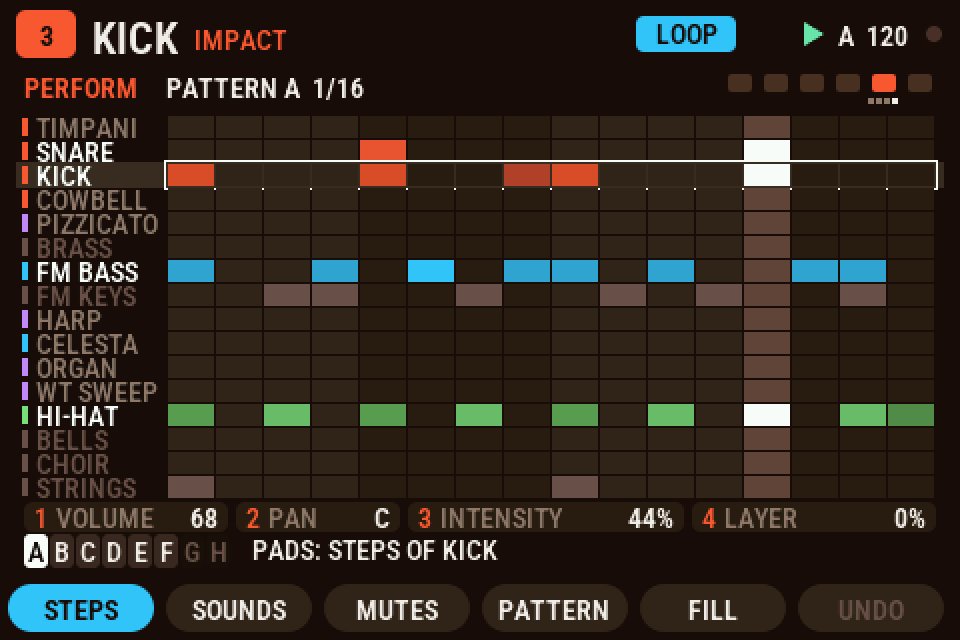 3 KICK IMPACT LOOP A 120
PERFORM PATTERN A 1/16
TIMPANI
SNARE
KICK
COWBELL
PIZZICATO
BRASS
FM BASS
FM KEYS
HARP
CELESTA
ORGAN
WT SWEEP
HI-HAT
BELLS
CHOIR
STRINGS
1 VOLUME 68 2 PAN C 3 INTENSITY 44% 4 LAYER 0%
A B C D E F G H PADS: STEPS OF KICK
STEPS SOUNDS MUTES PATTERN FILL UNDO